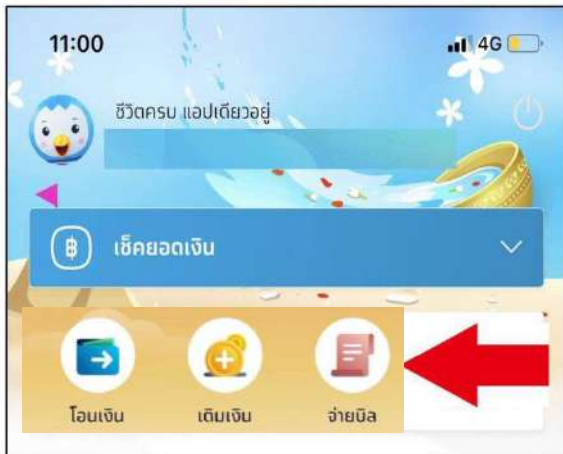 11:00
4G
ชีวิตครบ แอปเดียวอยู่
฿ เช็คยอดเงิน
โอนเงิน เติมเงิน จ่ายบิล